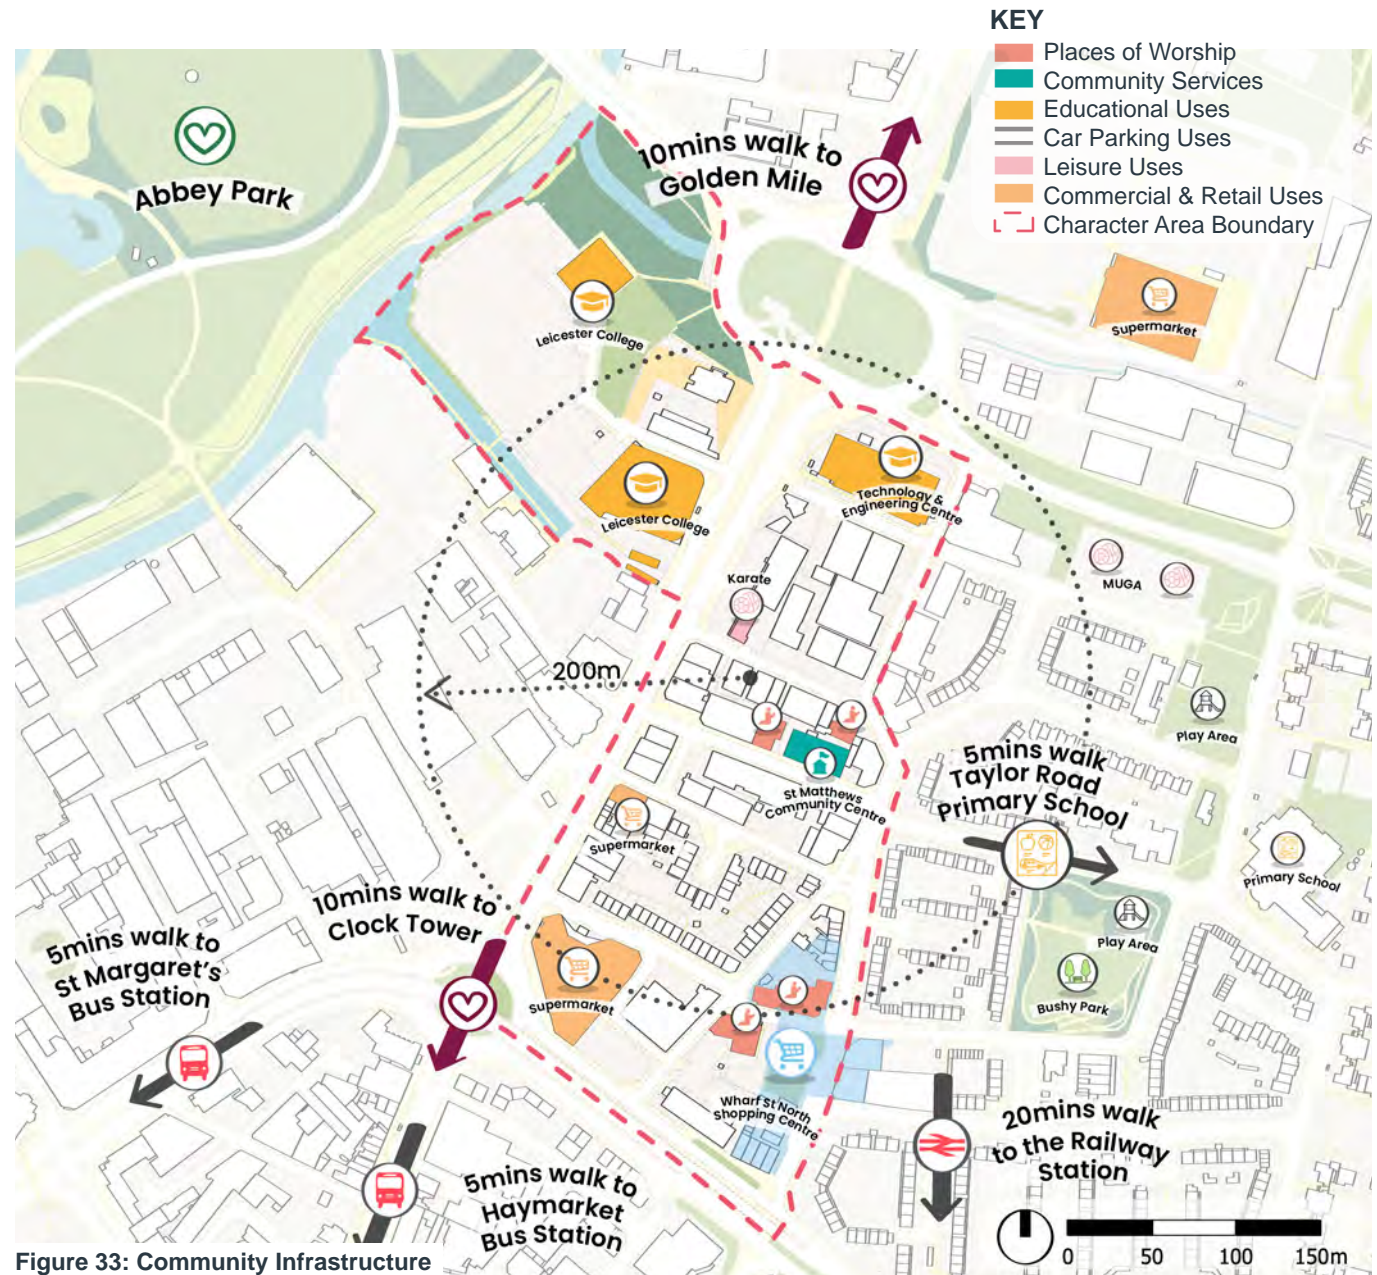 KEY
Places of Worship
Community Services
Educational Uses
Car Parking Uses
Leisure Uses
Commercial & Retail Uses
Character Area Boundary
10mins walk to
Golden Mile
Abbey Park
Supermarket
Leicester College
Leicester College
Technology &
Engineering Centre
MUGA
Karate
200m
Play Area
5mins walk
Taylor Road
Primary School
St Matthews
Community Centre
Supermarket
Primary School
10mins walk to
Clock Tower
5mins walk to
St Margaret's
Bus Station
Play Area
Bushy Park
Supermarket
Wharf St North
Shopping Centre
20mins walk
to the Railway
Station
5mins walk to
Haymarket
Bus Station
0 50 100 150m
Figure 33: Community Infrastructure